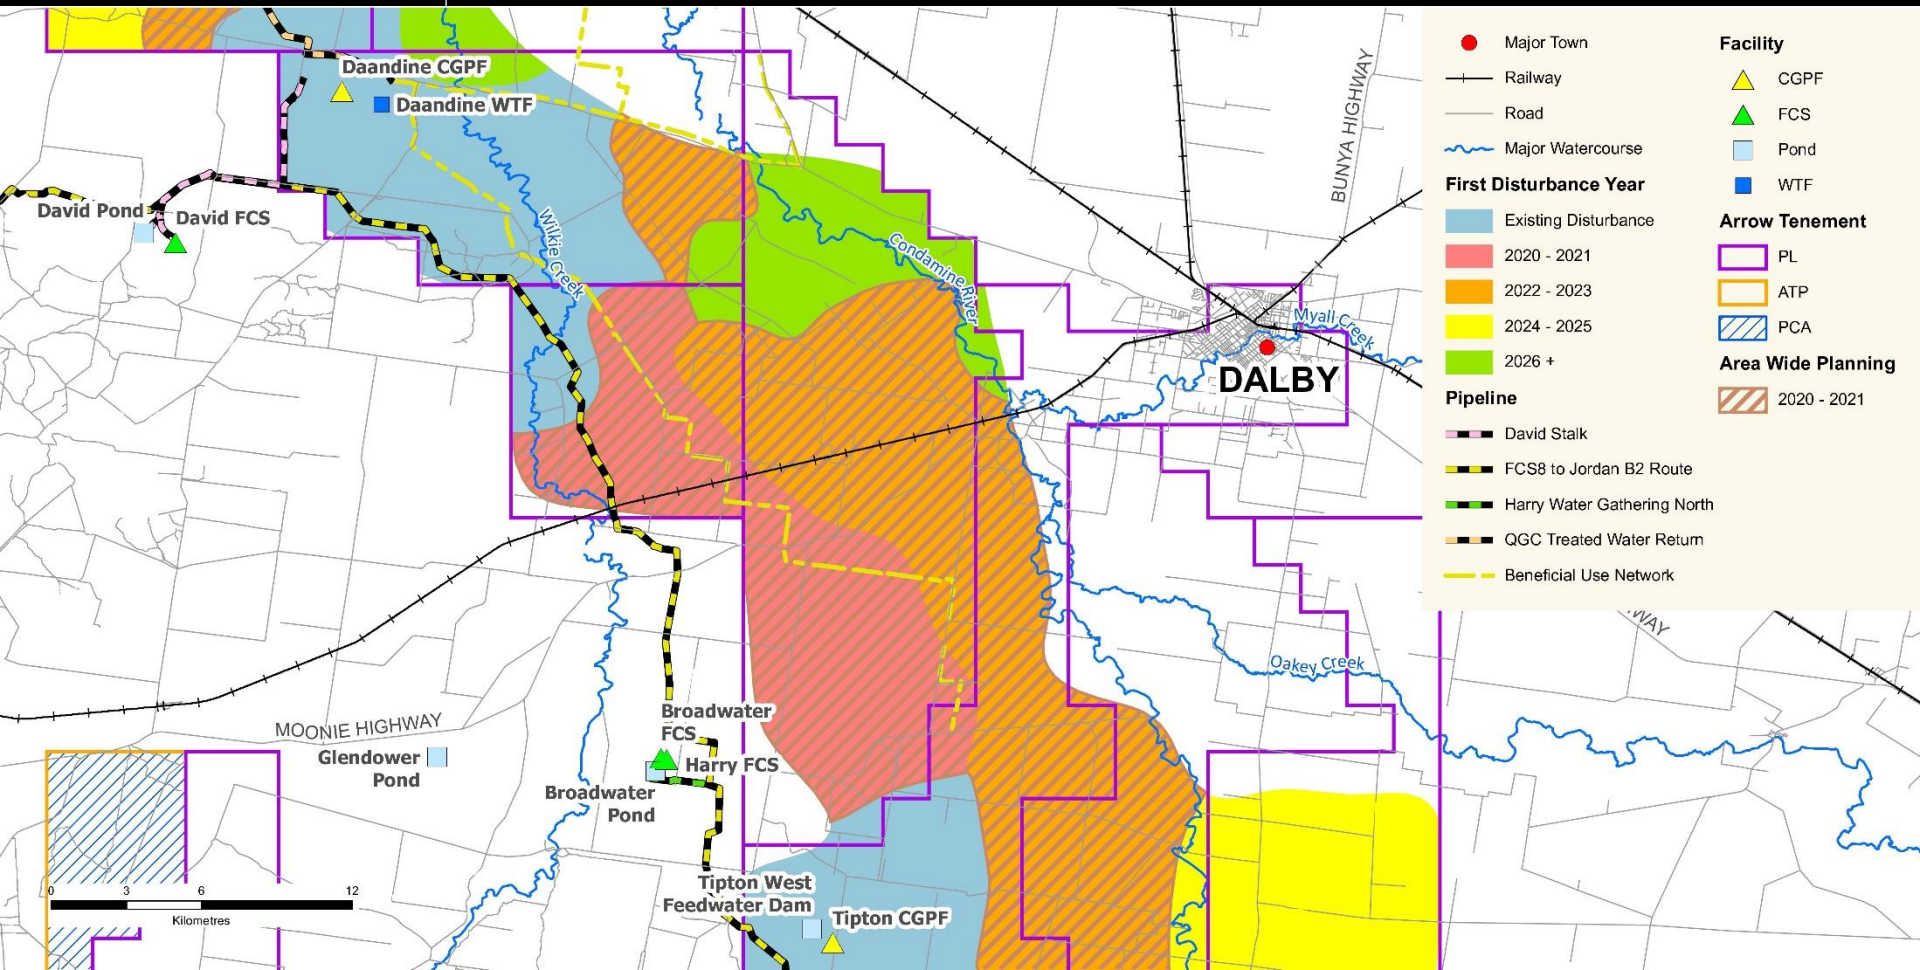 Daandine CGPF
Daandine WTF
David Pond
David FCS
Wilkie Creek
Condamine River
BUNYA HIGHWAY
Myall Creek
DALBY
Oakey Creek
MOONIE HIGHWAY
Glendower
Pond
Broadwater
FCS
Harry FCS
Broadwater
Pond
Tipton West
Feedwater Dam
Tipton CGPF
0 3 6 12
Kilometres
Major Town
Railway
Road
Major Watercourse
First Disturbance Year
Existing Disturbance
2020 - 2021
2022 - 2023
2024 - 2025
2026 +
Pipeline
David Stalk
FCS8 to Jordan B2 Route
Harry Water Gathering North
QGC Treated Water Return
Beneficial Use Network
Facility
CGPF
FCS
Pond
WTF
Arrow Tenement
PL
ATP
PCA
Area Wide Planning
2020 - 2021